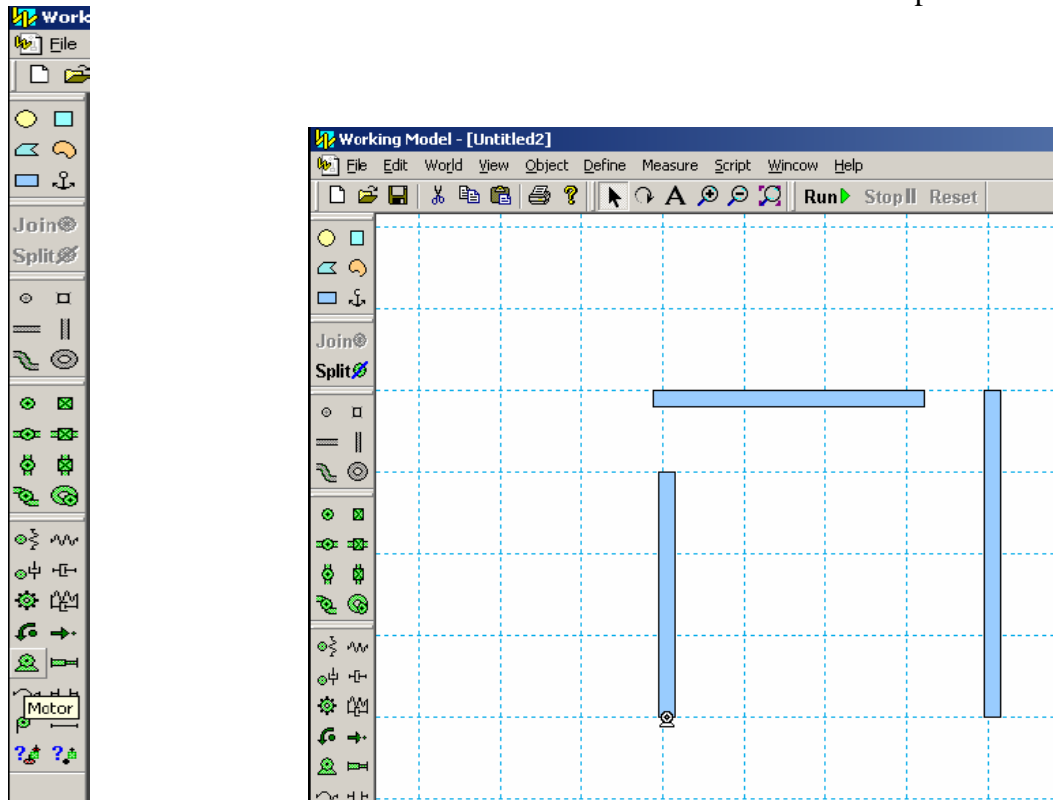 Work
File
Join
Split
Motor
Working Model - [Untitled2]
File Edit World View Object Define Measure Script Wincow Help
A Run Stop Reset
Join
Split